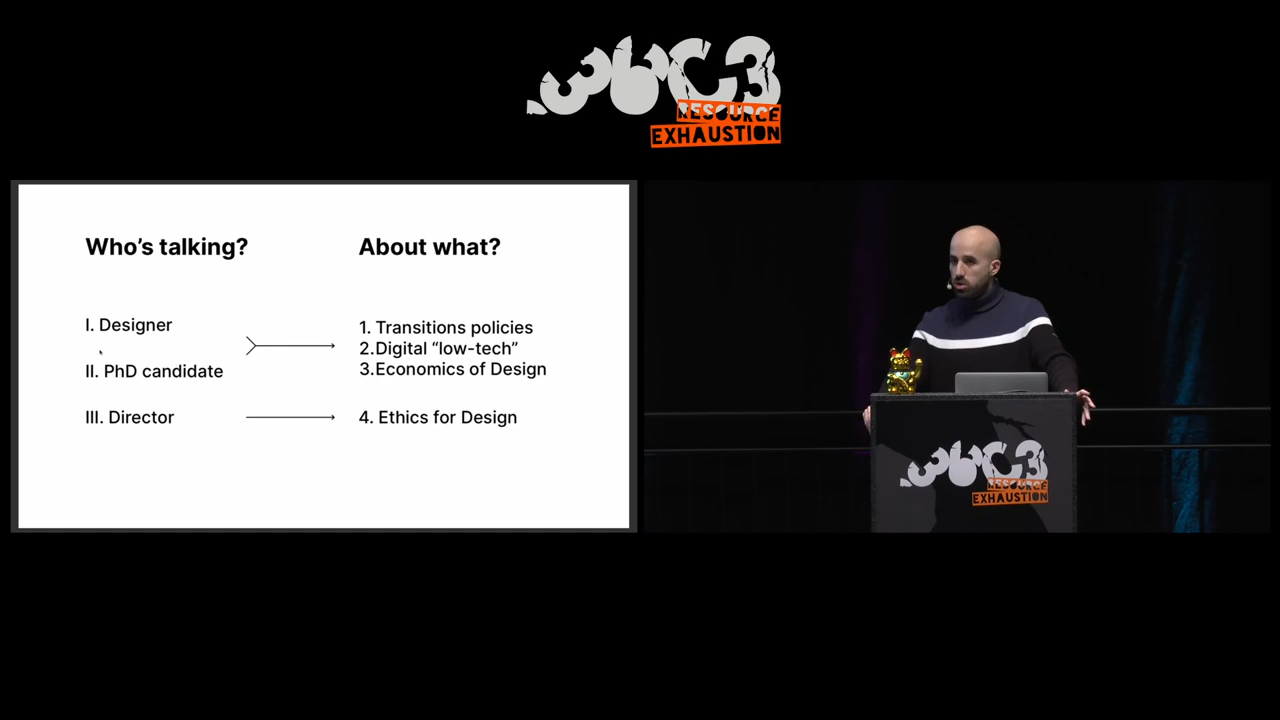 36C3
RESOURCE
EXHAUSTION
Who's talking?
I. Designer
II. PhD candidate
III. Director
About what?
1. Transitions policies
2.Digital “low-tech”
3.Economics of Design
4. Ethics for Design
36C3
RESOURCE
EXHAUSTION